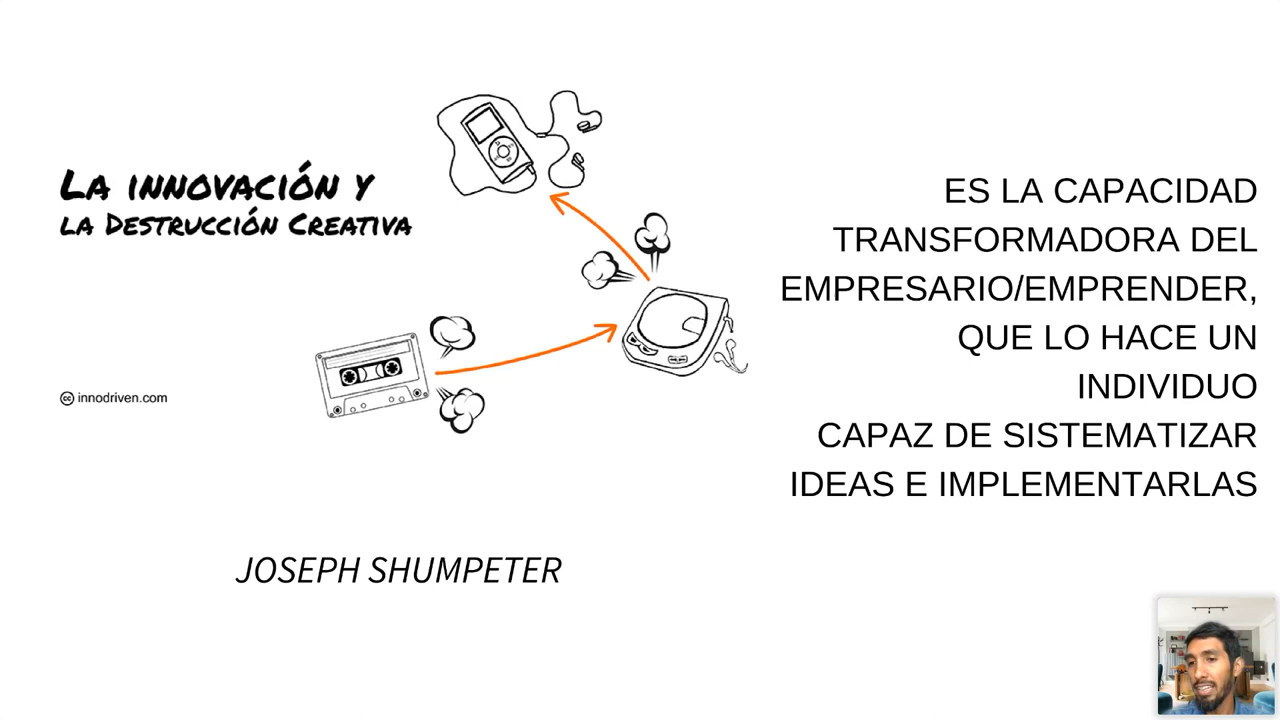 La innovación y
la Destrucción Creativa
cc innodriven.com
JOSEPH SHUMPETER
ES LA CAPACIDAD
TRANSFORMADORA DEL
EMPRESARIO/EMPRENDER,
QUE LO HACE UN
INDIVIDUO
CAPAZ DE SISTEMATIZAR
IDEAS E IMPLEMENTARLAS